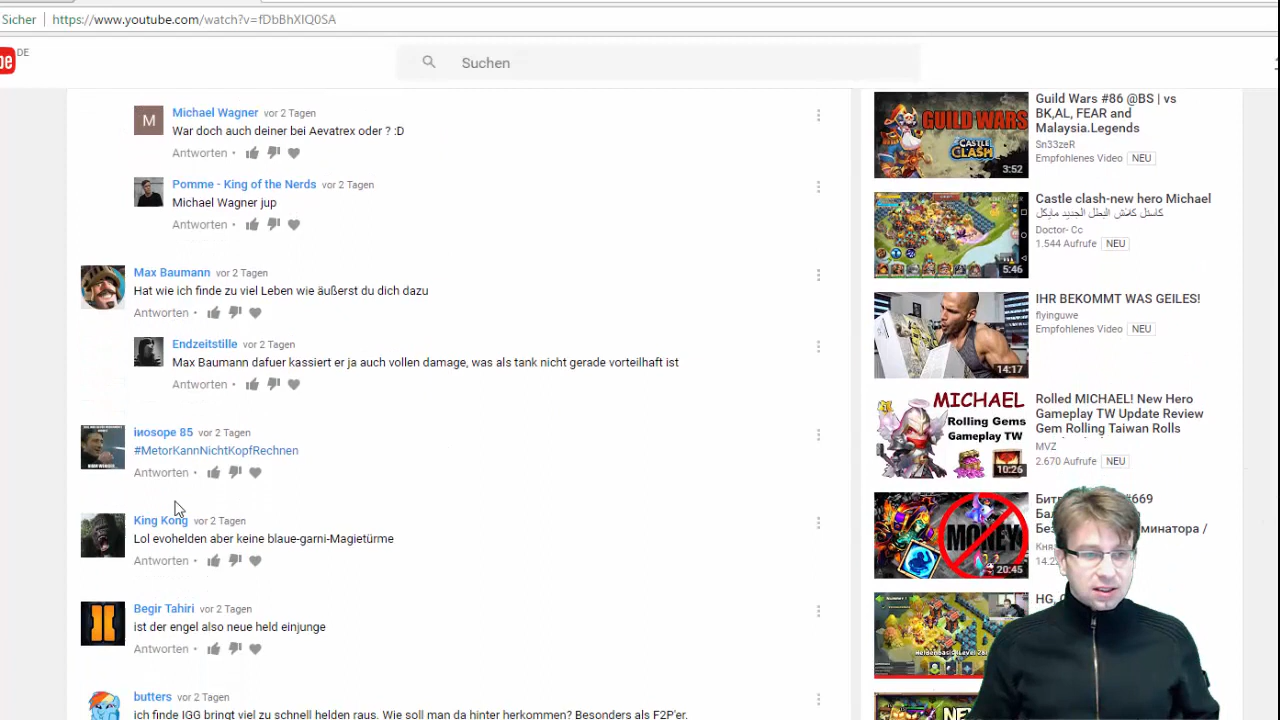 Sicher | https://www.youtube.com/watch?v=fDbBhXIQ0SA
be DE
Suchen
M
Michael Wagner vor 2 Tagen
War doch auch deiner bei Aevatrex oder ? :D
Antworten •
Pomme - King of the Nerds vor 2 Tagen
Michael Wagner jup
Antworten •
Max Baumann vor 2 Tagen
Hat wie ich finde zu viel Leben wie äußerst du dich dazu
Antworten •
Endzeitstille vor 2 Tagen
Max Baumann dafuer kassiert er ja auch vollen damage, was als tank nicht gerade vorteilhaft ist
Antworten •
іиosope 85 vor 2 Tagen
#MetorKannNichtKopfRechnen
Antworten •
King Kong vor 2 Tagen
Lol evohelden aber keine blaue-garni-Magietürme
Antworten •
Begir Tahiri vor 2 Tagen
ist der engel also neue held einjunge
Antworten •
butters vor 2 Tagen
ich finde IGG bringt viel zu schnell helden raus. Wie soll man da hinter herkommen? Besonders als F2P'er.
GUILD WARS
CASTLE
CLASH
3:52
Guild Wars #86 @BS | vs
BK,AL, FEAR and
Malaysia.Legends
Sn33zeR
Empfohlenes Video NEU
5:46
Castle clash-new hero Michael
كاستل كلاش البطل الجديد مايكل
Doctor- Cc
1.544 Aufrufe NEU
14:17
IHR BEKOMMT WAS GEILES!
flyinguwe
Empfohlenes Video NEU
MICHAEL
Rolling Gems
Gameplay TW
10:26
Rolled MICHAEL! New Hero
Gameplay TW Update Review
Gem Rolling Taiwan Rolls
MVZ
2.670 Aufrufe NEU
MONEY
20:45
#669
HG,
NE